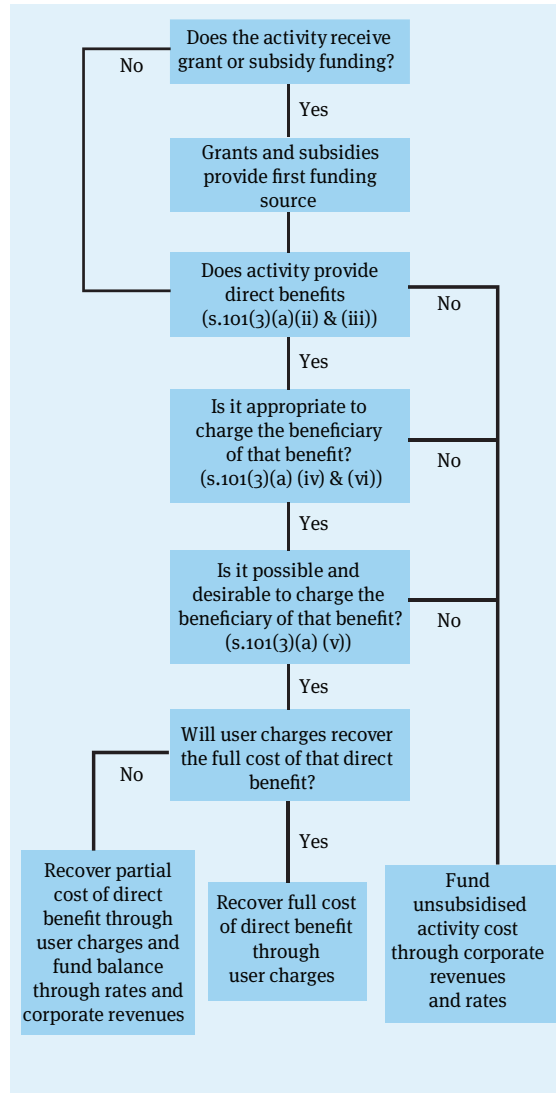 Does the activity receive
grant or subsidy funding?
No
Yes
Grants and subsidies
provide first funding
source
Does activity provide
direct benefits
(s.101(3)(a)(ii) & (iii))
No
Yes
Is it appropriate to
charge the beneficiary
of that benefit?
(s.101(3)(a) (iv) & (vi))
No
Yes
Is it possible and
desirable to charge the
beneficiary of that benefit?
(s.101(3)(a) (v))
No
Yes
Will user charges recover
the full cost of that direct
benefit?
No
Yes
Recover partial
cost of direct
benefit through
user charges and
fund balance
through rates and
corporate revenues
Recover full cost
of direct benefit
through
user charges
Fund
unsubsidised
activity cost
through corporate
revenues
and rates